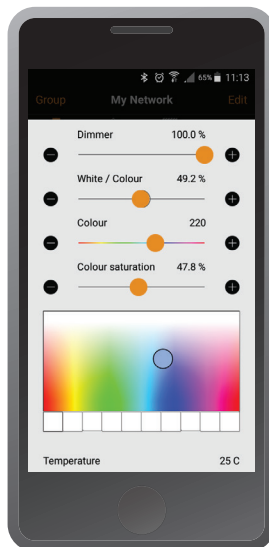 65% 11:13
Group My Network Edit
Dimmer 100.0 %
White / Colour 49.2 %
Colour 220
Colour saturation 47.8 %
Temperature 25 C